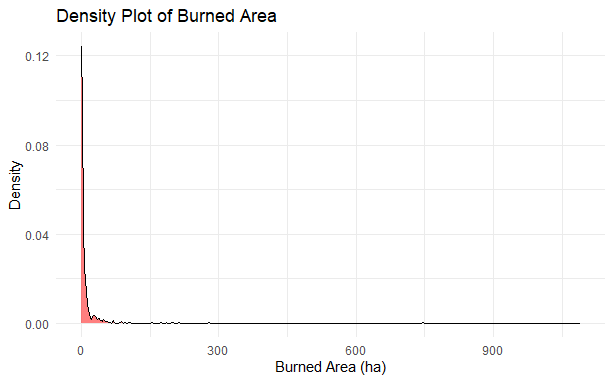 Density Plot of Burned Area
0.12
0.08
0.04
0.00
Density
0 300 600 900
Burned Area (ha)